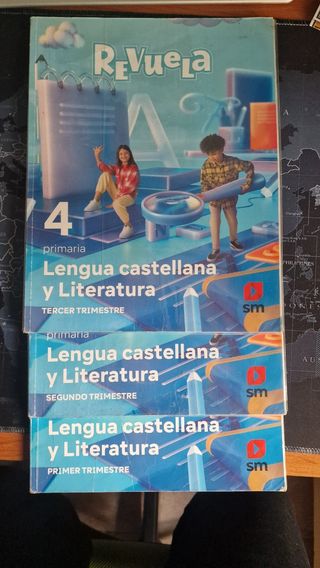 REVUELA
4
primaria
Lengua castellana
y Literatura
TERCER TRIMESTRE
sm
primaria
Lengua castellana
y Literatura
SEGUNDO TRIMESTRE
sm
Lengua castellana
y Literatura
PRIMER TRIMESTRE
sm